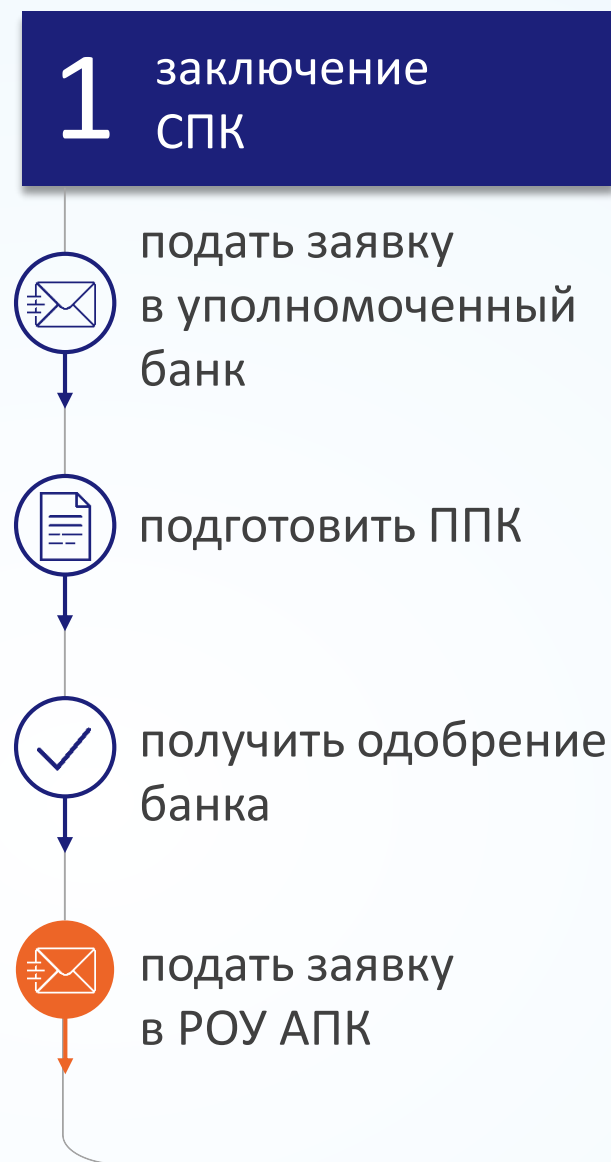 1
заключение
СПК
подать заявку
в уполномоченный
банк
подготовить ППК
получить одобрение
банка
подать заявку
в РОУ АПК